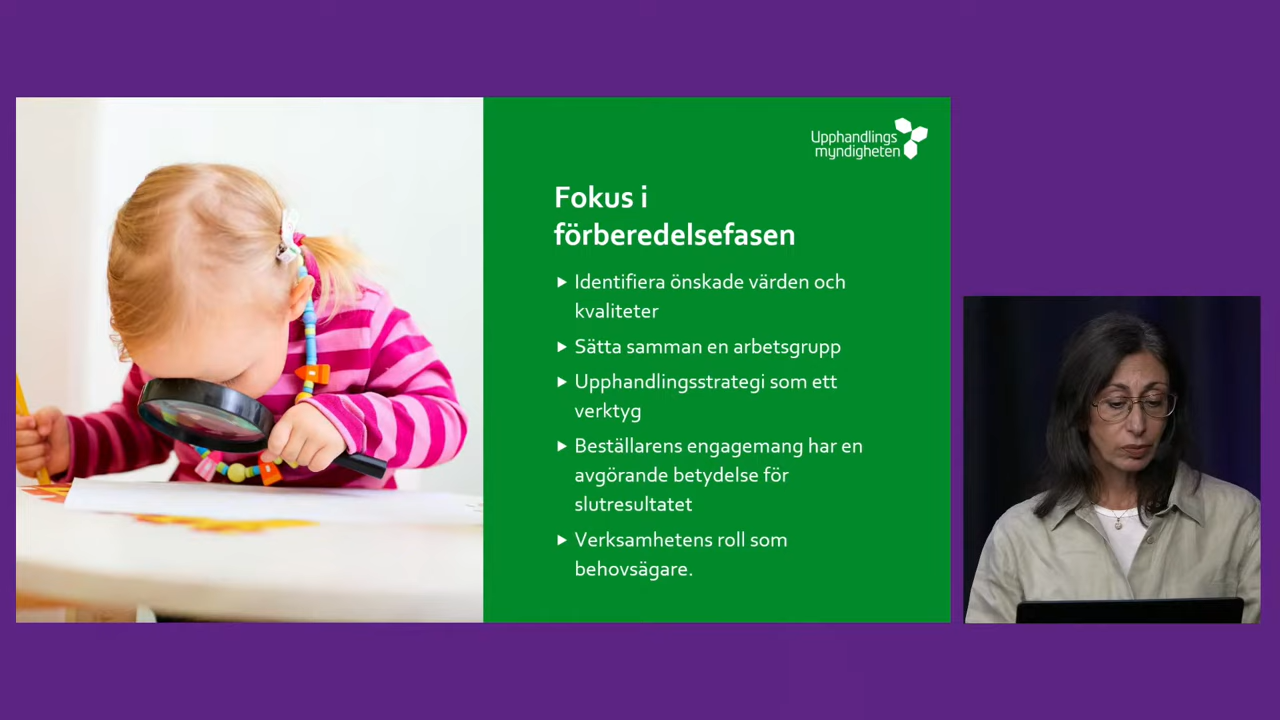 Upphandlings
myndigheten
Fokus i
förberedelsefasen
Identifiera önskade värden och
kvaliteter
Sätta samman en arbetsgrupp
Upphandlingsstrategi som ett
verktyg
Beställarens engagemang har en
avgörande betydelse för
slutresultatet
Verksamhetens roll som
behovsägare.